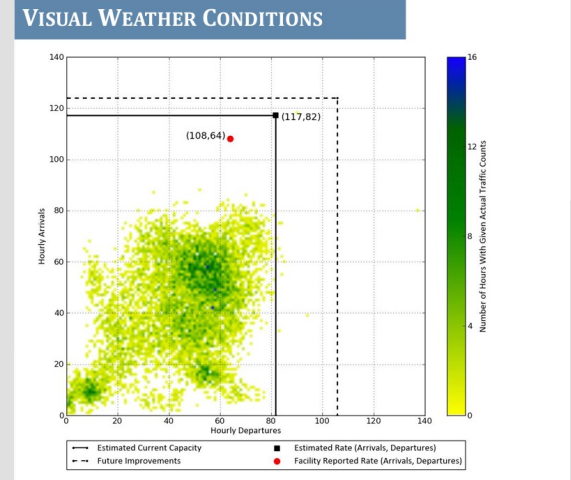 VISUAL WEATHER CONDITIONS
140
120
100
80
60
40
20
0
Hourly Arrivals
(117,82)
(108,64)
0 20 40 60 80 100 120 140
Hourly Departures
16
12
8
4
0
Number of Hours With Given Actual Traffic Counts
Estimated Current Capacity
Future Improvements
Estimated Rate (Arrivals, Departures)
Facility Reported Rate (Arrivals, Departures)